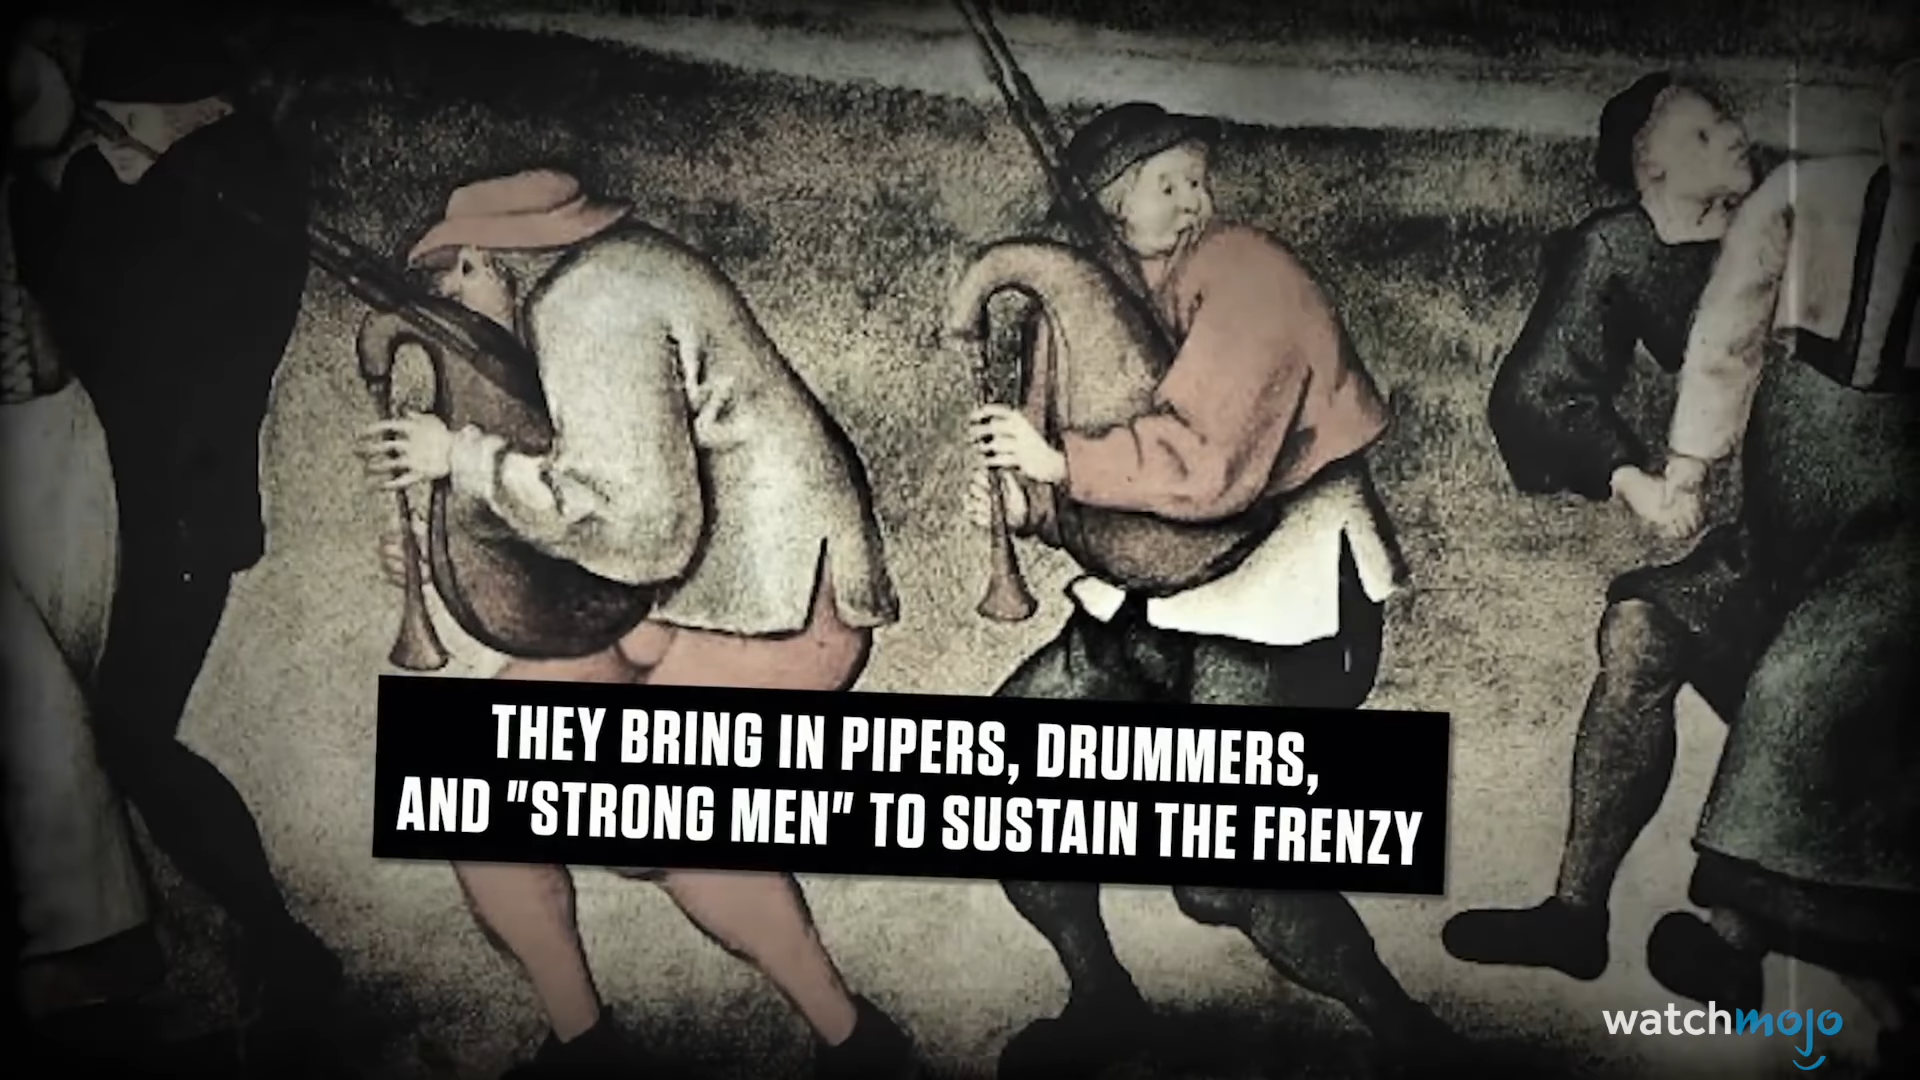 THEY BRING IN PIPERS, DRUMMERS,
AND "STRONG MEN" TO SUSTAIN THE FRENZY
watchmojo